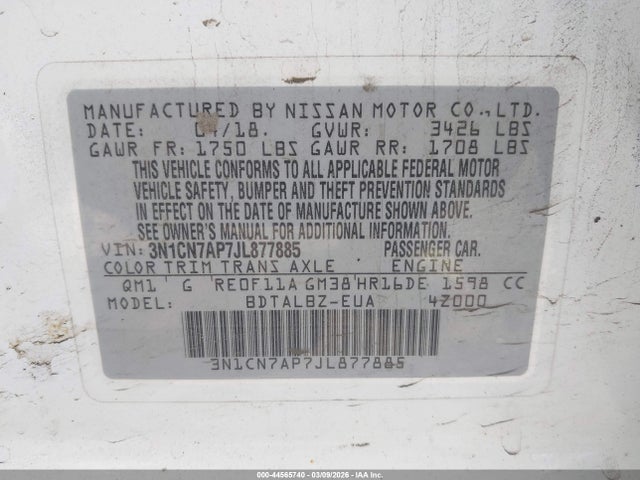 MANUFACTURED BY NISSAN MOTOR CO.,LTD.
DATE: 04/18. GVWR: 3426 LBS
GAWR FR: 1750 LBS GAWR RR: 1708 LBS
THIS VEHICLE CONFORMS TO ALL APPLICABLE FEDERAL MOTOR
VEHICLE SAFETY, BUMPER AND THEFT PREVENTION STANDARDS
IN EFFECT ON THE DATE OF MANUFACTURE SHOWN ABOVE.
SEE OWNER'S MANUAL FOR ADDITIONAL INFORMATION.
VIN: 3N1CN7AP7JL877885 PASSENGER CAR.
COLOR TRIM TRANS AXLE ENGINE
QM1 G RE0F11A GM38 HR16DE 1598 CC
MODEL: BDTALBZ-EUA 4Z000
3N1CN7AP7JL877885
000-44565740 - 03/09/2026 - IAA Corp.